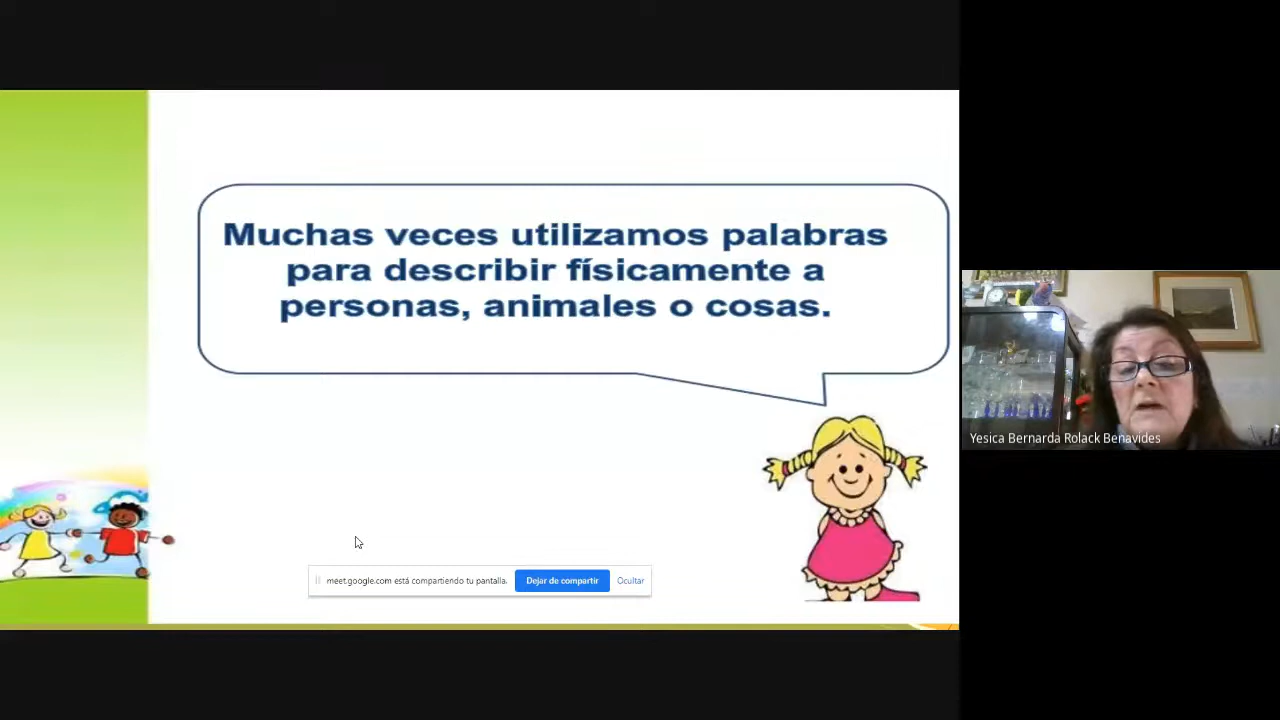 Muchas veces utilizamos palabras
para describir físicamente a
personas, animales o cosas.
meet.google.com está compartiendo tu pantalla.
Dejar de compartir
Ocultar
Yesica Bernarda Rolack Benavides